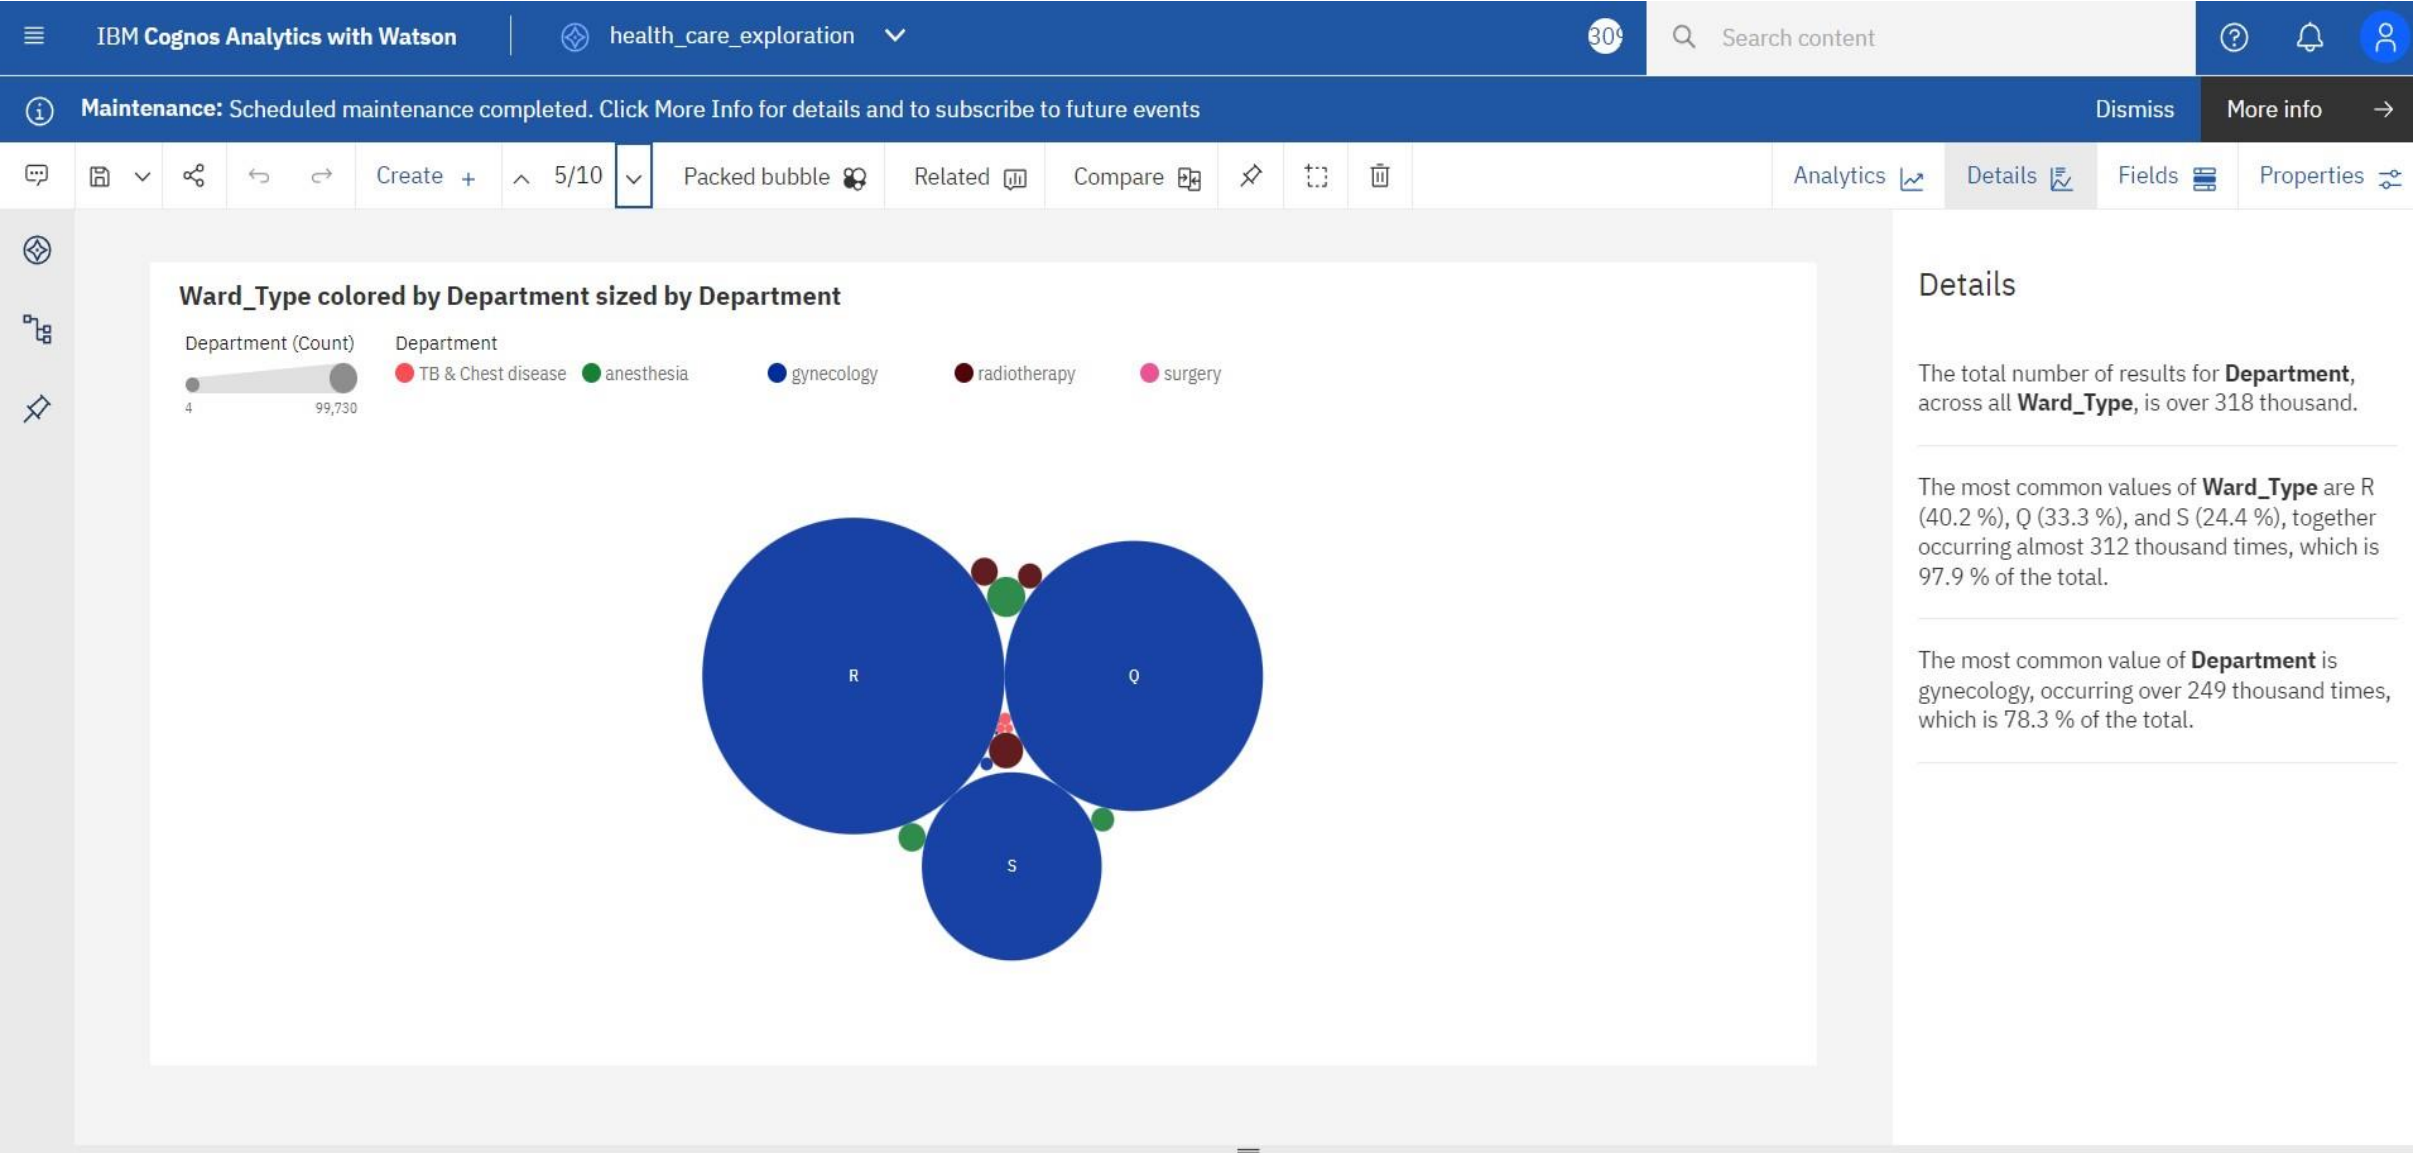 IBM Cognos Analytics with Watson
health_care_exploration
Search content
Maintenance: Scheduled maintenance completed. Click More Info for details and to subscribe to future events
Dismiss
More info
Create +
5/10
Packed bubble
Related
Compare
Analytics
Details
Fields
Properties
Ward_Type colored by Department sized by Department
Department (Count)
4
99,730
Department
TB & Chest disease
anesthesia
gynecology
radiotherapy
surgery
R
Q
S
Details
The total number of results for Department,
across all Ward_Type, is over 318 thousand.
The most common values of Ward_Type are R
(40.2 %), Q (33.3 %), and S (24.4 %), together
occurring almost 312 thousand times, which is
97.9 % of the total.
The most common value of Department is
gynecology, occurring over 249 thousand times,
which is 78.3 % of the total.